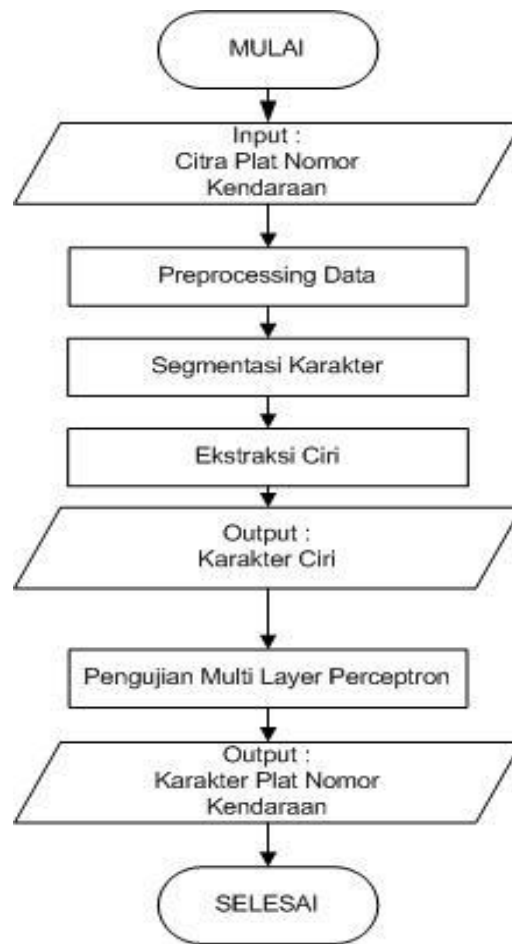 MULAI
Input :
Citra Plat Nomor
Kendaraan
Preprocessing Data
Segmentasi Karakter
Ekstraksi Ciri
Output :
Karakter Ciri
Pengujian Multi Layer Perceptron
Output :
Karakter Plat Nomor
Kendaraan
SELESAI